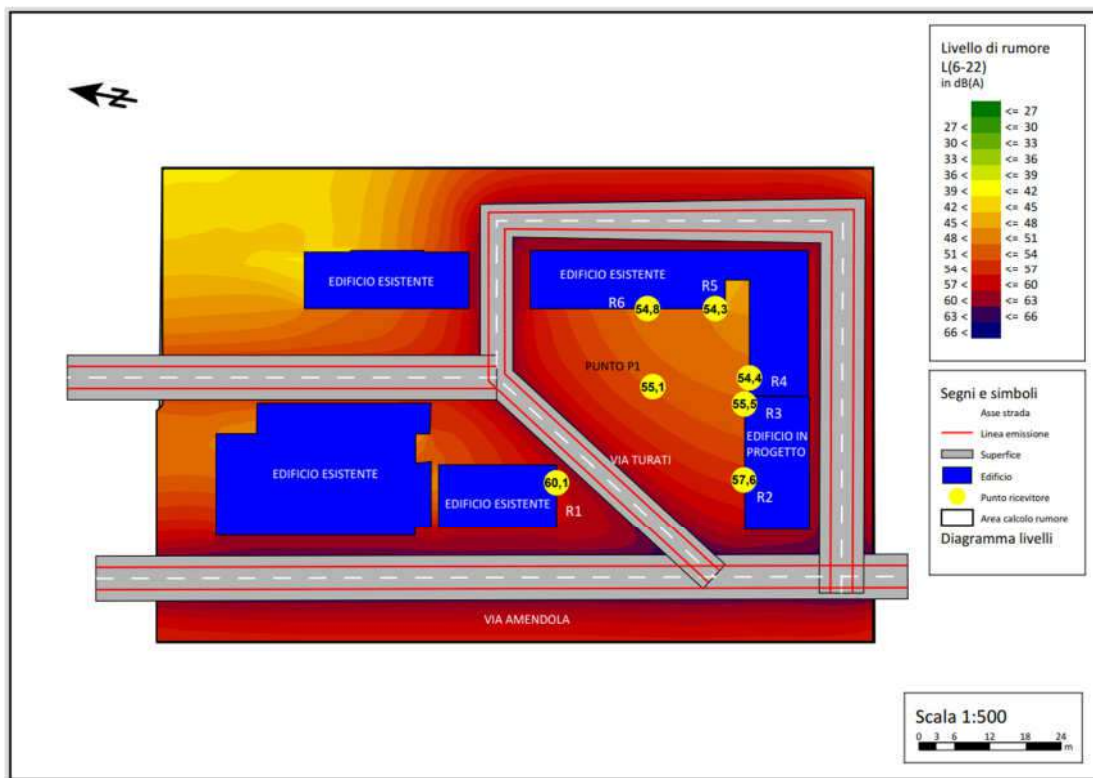 Livello di rumore
L(6-22)
in dB(A)
<= 27
27 < <= 30
30 < <= 33
33 < <= 36
36 < <= 39
39 < <= 42
42 < <= 45
45 < <= 48
48 < <= 51
51 < <= 54
54 < <= 57
57 < <= 60
60 < <= 63
63 < <= 66
66 <
Segni e simboli
Asse strada
Linea emissione
Superfice
Edificio
Punto ricevitore
Area calcolo rumore
Diagramma livelli
Scala 1:500
0 3 6 12 18 24
m
N
EDIFICIO ESISTENTE
EDIFICIO ESISTENTE
R5
R6
54,8
54,3
PUNTO P1
55,1
54,4
R4
55,5
R3
EDIFICIO IN
PROGETTO
57,6
R2
VIA TURATI
EDIFICIO ESISTENTE
EDIFICIO ESISTENTE
60,1
R1
VIA AMENDOLA